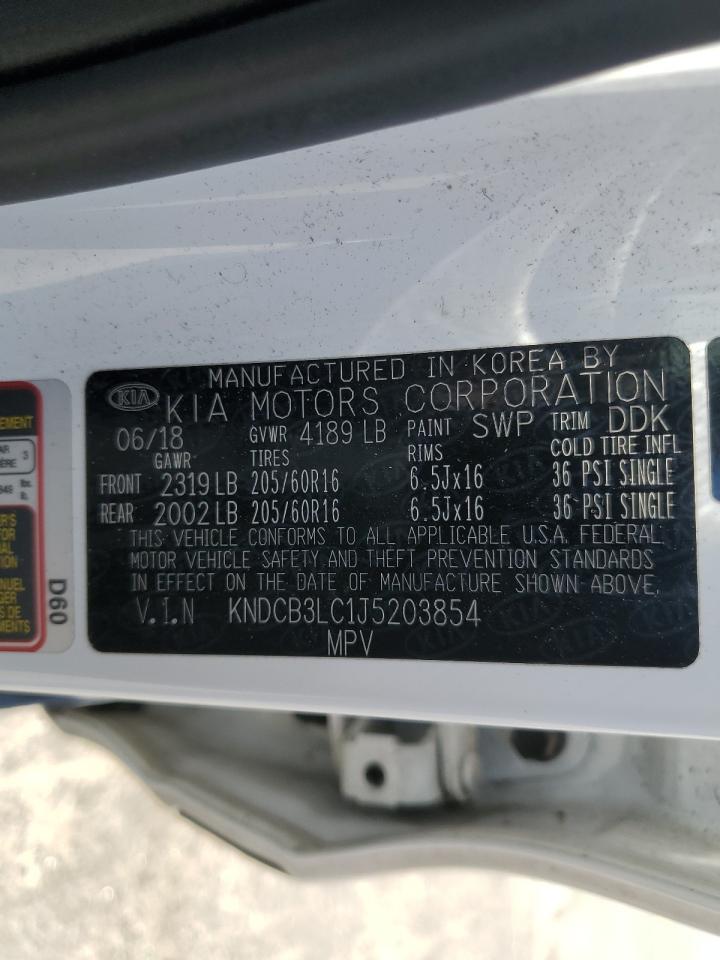 MANUFACTURED IN KOREA BY
KIA KIA MOTORS CORPORATION
06/18 GVWR 4189 LB PAINT SWP TRIM DDK
GAWR TIRES RIMS COLD TIRE INFL
FRONT 2319 LB 205/60R16 6.5Jx16 36 PSI SINGLE
REAR 2002 LB 205/60R16 6.5Jx16 36 PSI SINGLE
THIS VEHICLE CONFORMS TO ALL APPLICABLE U.S.A. FEDERAL
MOTOR VEHICLE SAFETY AND THEFT PREVENTION STANDARDS
IN EFFECT ON THE DATE OF MANUFACTURE SHOWN ABOVE.
V.I.N KNDCB3LC1J5203854
MPV
D60